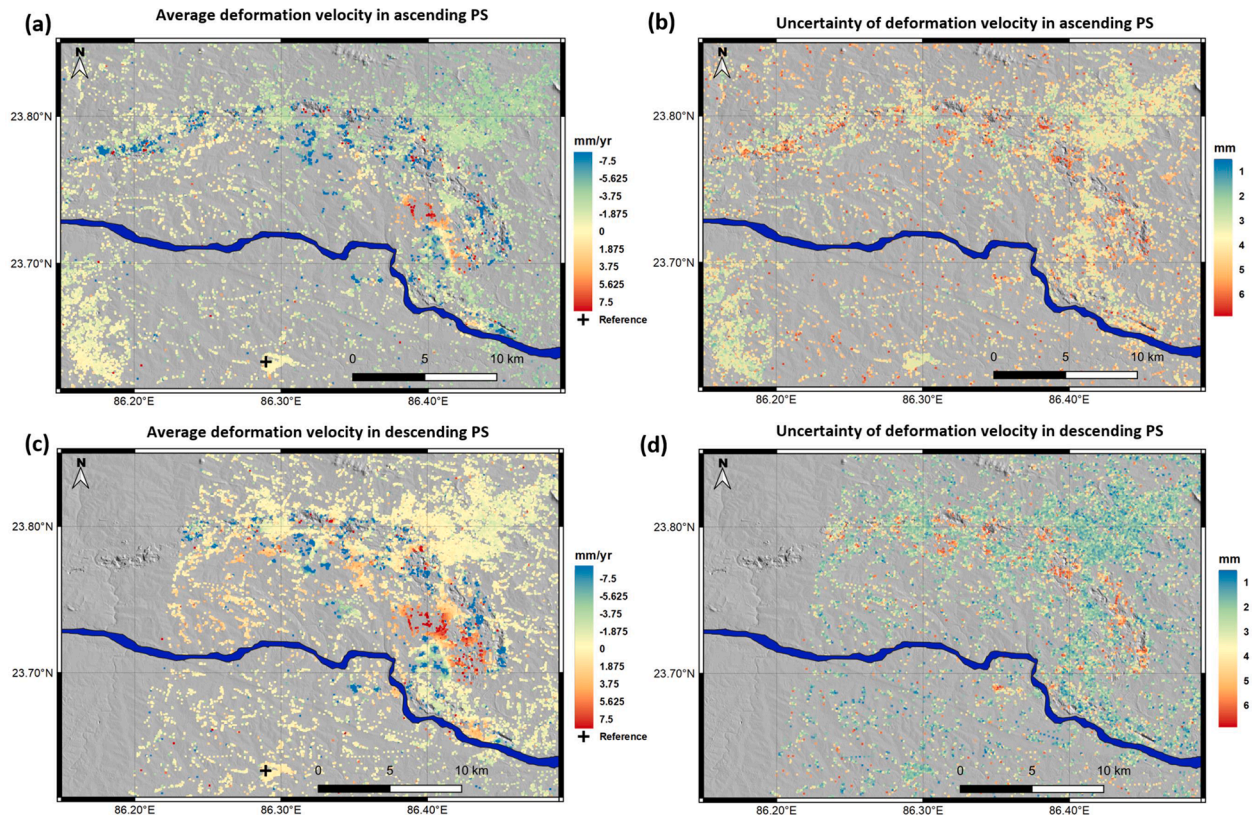 (a)
Average deformation velocity in ascending PS
N
23.80°N
23.70°N
86.20°E
86.30°E
86.40°E
0
5
10 km
mm/yr
-7.5
-5.625
-3.75
-1.875
0
1.875
3.75
5.625
7.5
Reference
(b)
Uncertainty of deformation velocity in ascending PS
N
23.80°N
23.70°N
86.20°E
86.30°E
86.40°E
0
5
10 km
mm
1
2
3
4
5
6
(c)
Average deformation velocity in descending PS
N
23.80°N
23.70°N
86.20°E
86.30°E
86.40°E
0
5
10 km
mm/yr
-7.5
-5.625
-3.75
-1.875
0
1.875
3.75
5.625
7.5
Reference
(d)
Uncertainty of deformation velocity in descending PS
N
23.80°N
23.70°N
86.20°E
86.30°E
86.40°E
0
5
10 km
mm
1
2
3
4
5
6